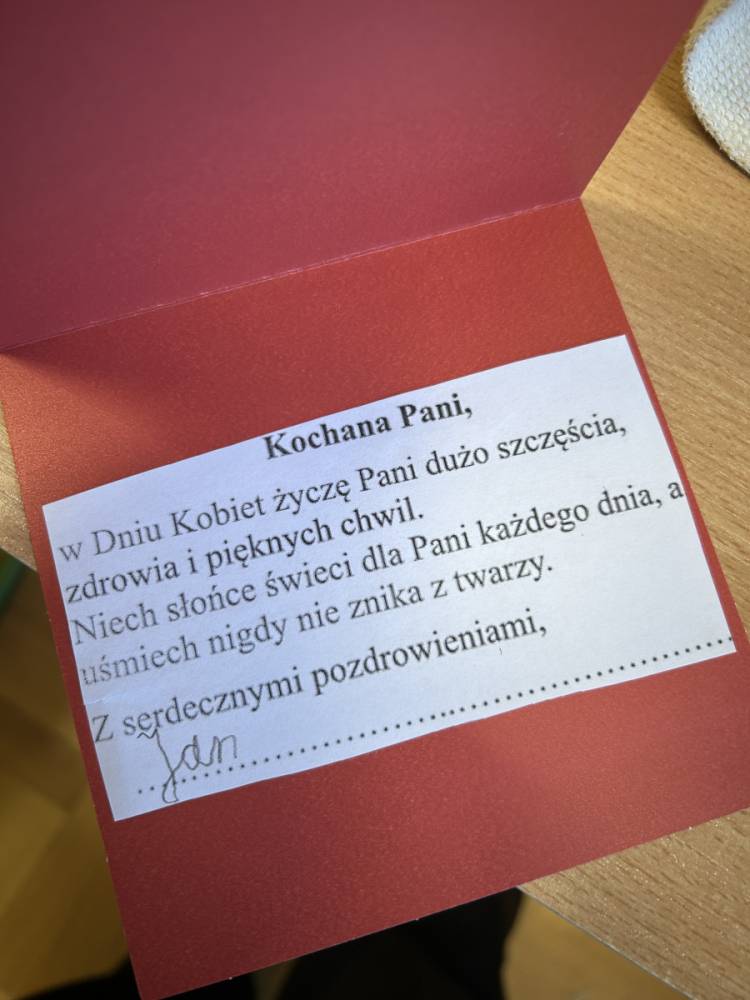 Kochana Pani,
w Dniu Kobiet życzę Pani dużo szczęścia,
zdrowia i pięknych chwil.
Niech słońce świeci dla Pani każdego dnia, a
uśmiech nigdy nie znika z twarzy.
Z serdecznymi pozdrowieniami,
Jan